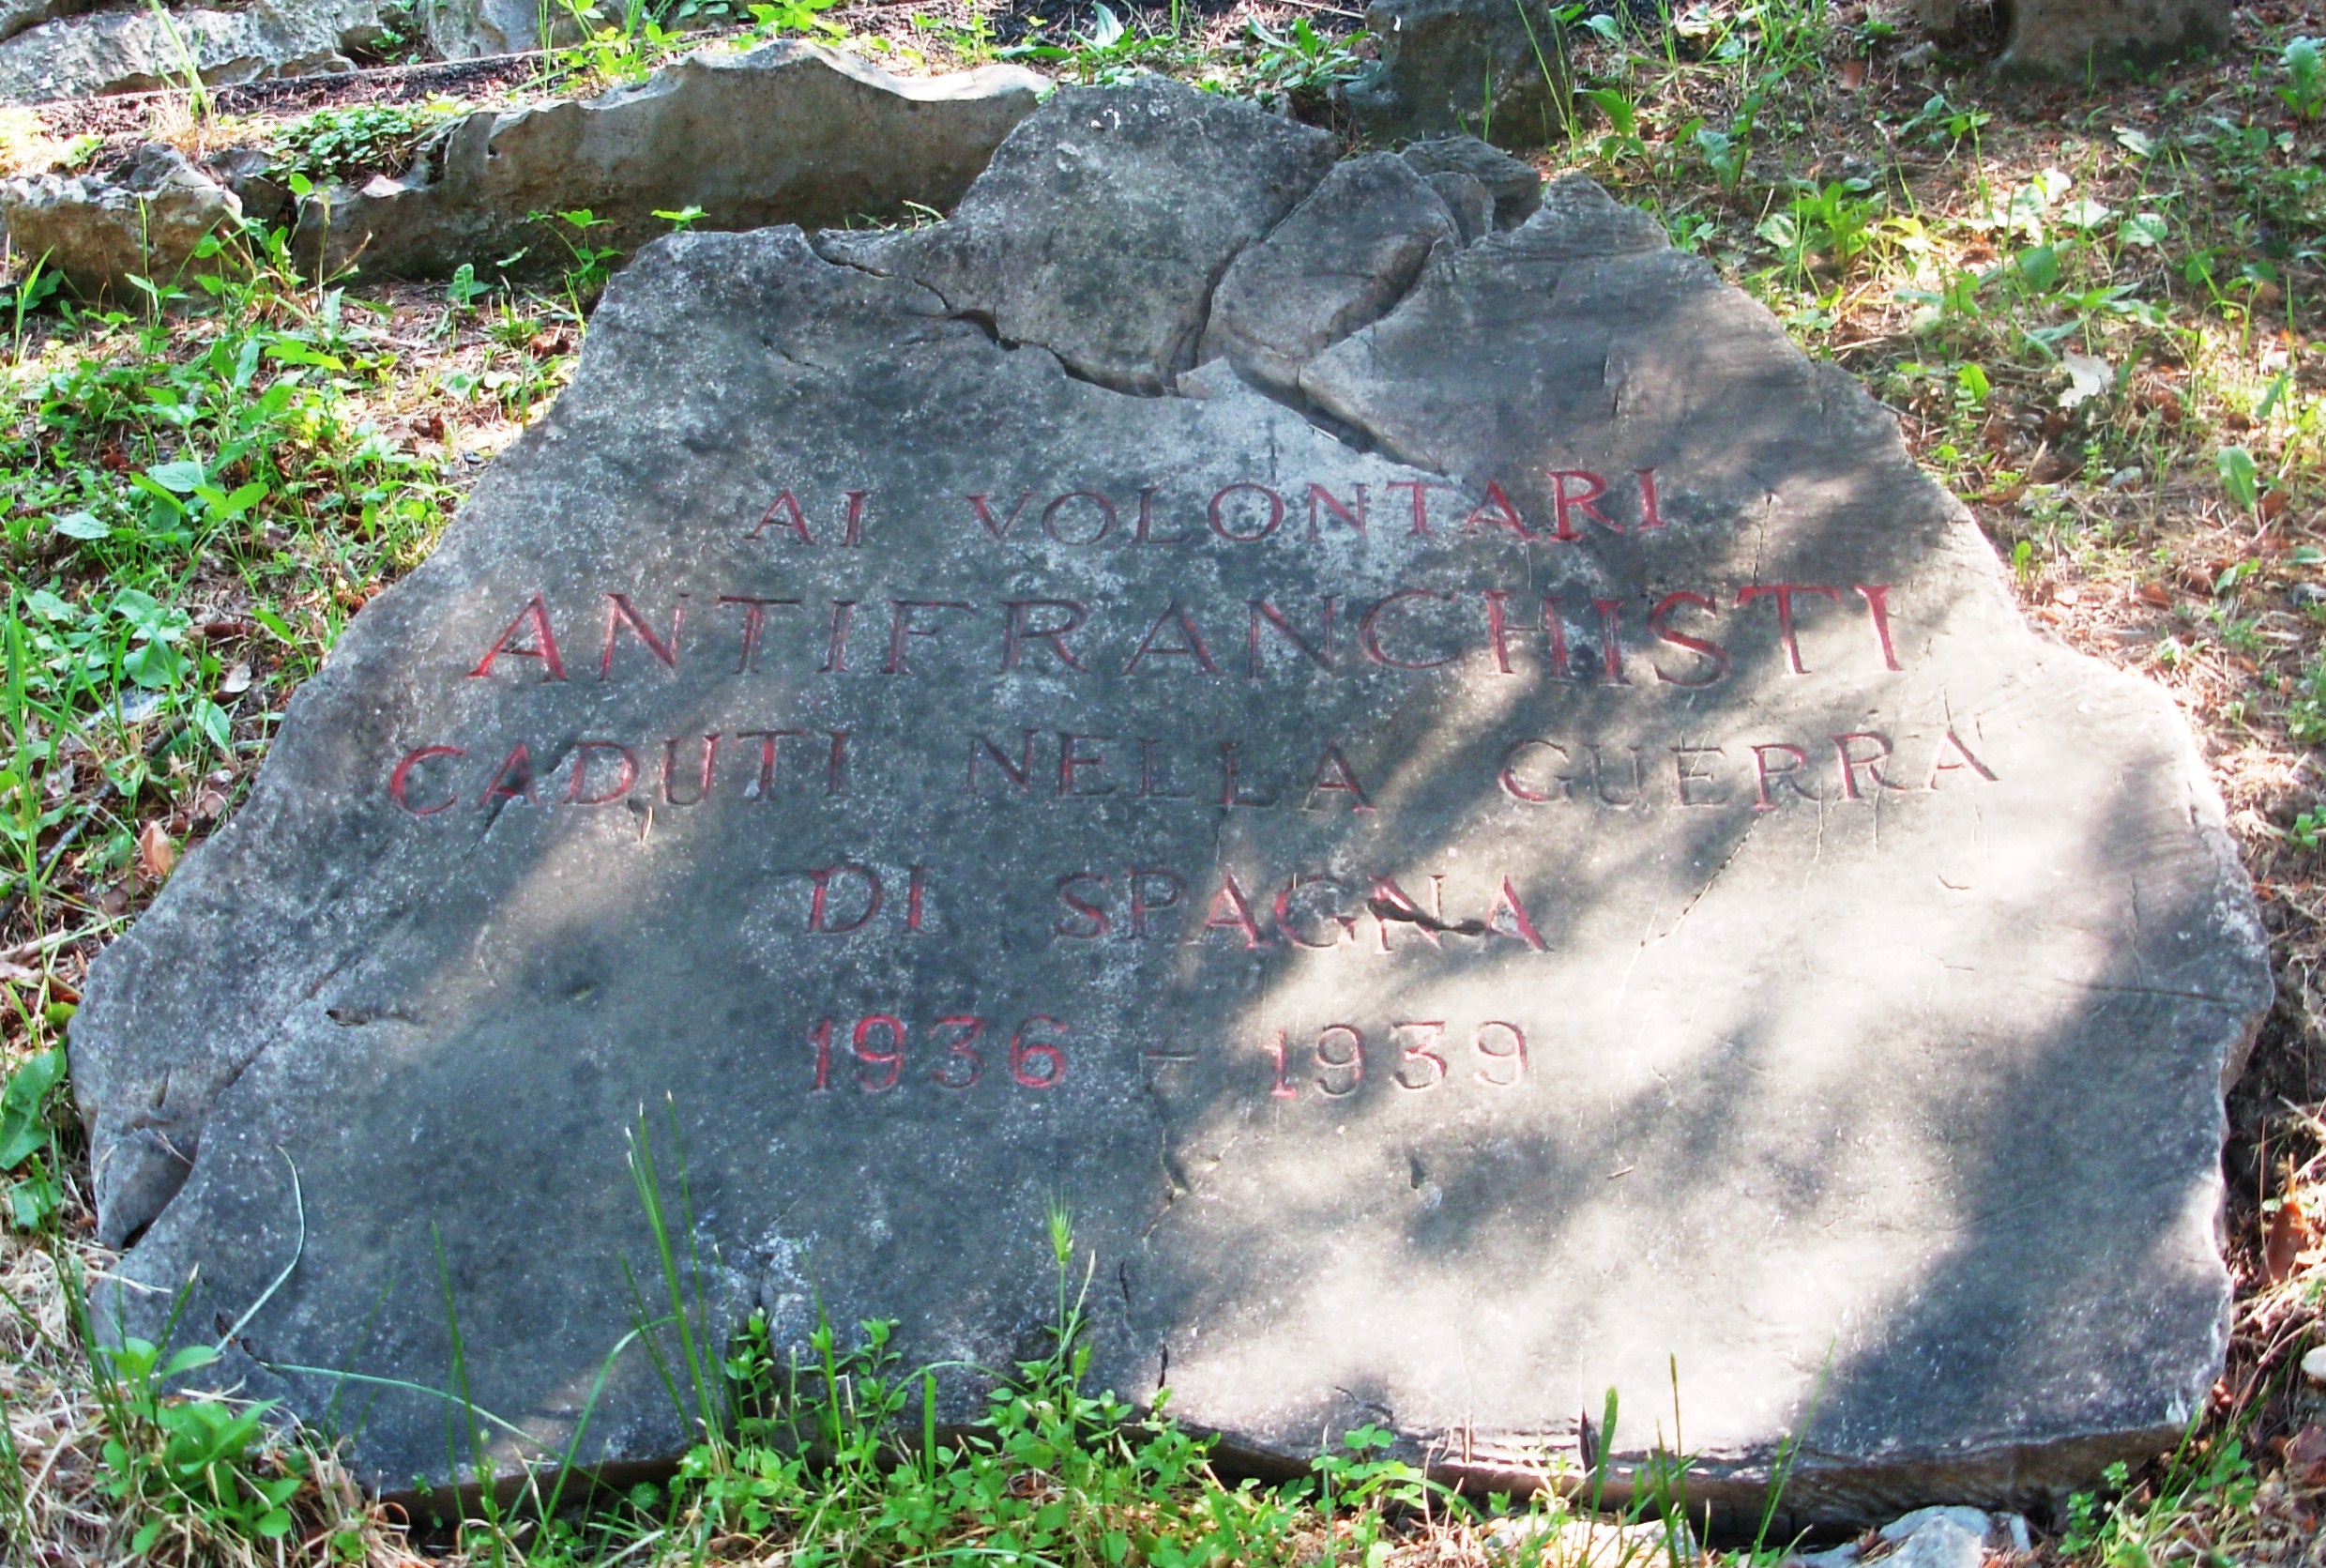 AI VOLONTARI
ANTIFRANCHISTI
CADUTI NELLA GUERRA
DI SPAGNA
1936 - 1939